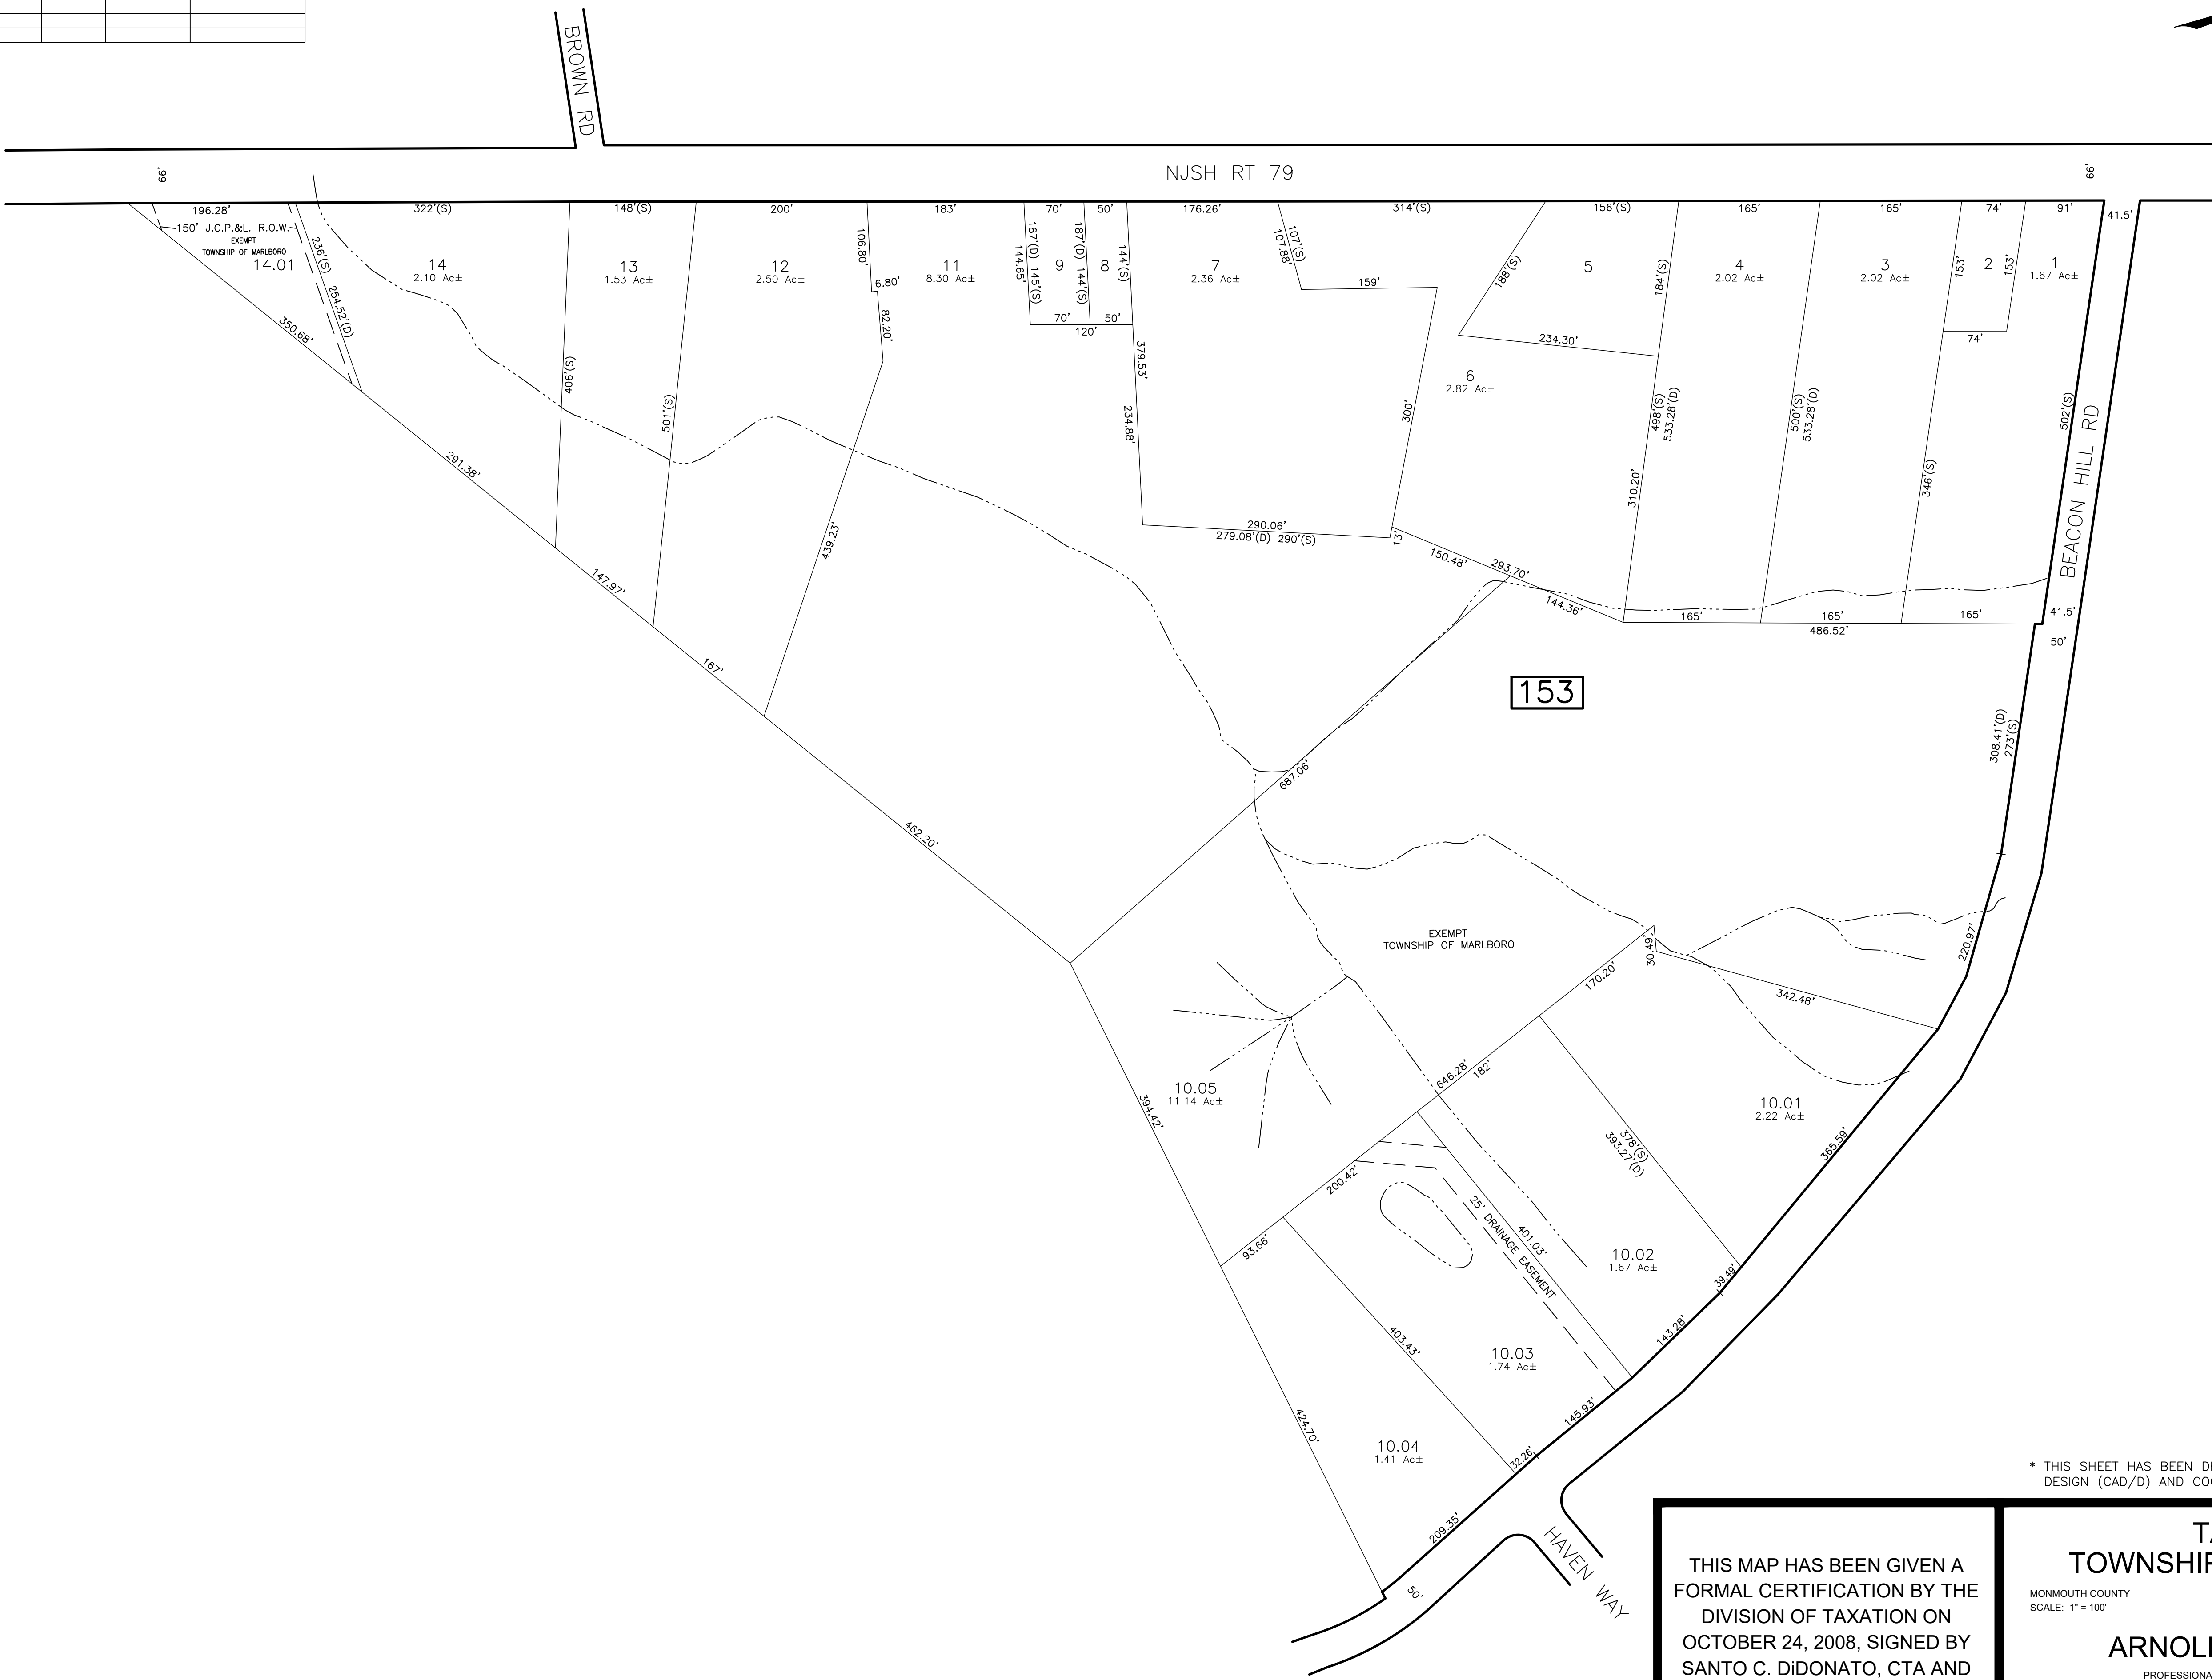 BROWN RD
NJSH RT 79
66'
66'
196.28'
322'(S)
148'(S)
200'
183'
70'
50'
176.26'
314'(S)
156'(S)
165'
165'
74'
91'
41.5'
150' J.C.P.&L. R.O.W.
EXEMPT
TOWNSHIP OF MARLBORO
14.01
236'(S)
254.52'(D)
350.68'
14
2.10 Ac±
13
1.53 Ac±
12
2.50 Ac±
106.80'
6.80'
82.20'
11
8.30 Ac±
187'(D)
144.65'
145'(S)
9
187'(D)
144'(S)
8
144'(S)
70'
50'
120'
7
2.36 Ac±
107'(S)
107.88'
159'
188'(S)
5
184'(S)
234.30'
4
2.02 Ac±
3
2.02 Ac±
153'
2
153'
74'
1
1.67 Ac±
406'(S)
501'(S)
379.53'
234.88'
300'
6
2.82 Ac±
498'(S)
533.28'(D)
500'(S)
533.28'(D)
502'(S)
BEACON HILL RD
291.38'
439.23'
290.06'
279.08'(D) 290'(S)
13'
310.20'
346'(S)
147.97'
150.48'
293.70'
144.36'
165'
165'
165'
486.52'
41.5'
50'
167'
153
308.41'(D)
273'(S)
687.06'
462.20'
EXEMPT
TOWNSHIP OF MARLBORO
30.49'
170.20'
220.97'
342.48'
10.05
11.14 Ac±
394.42'
646.28'
182'
10.01
2.22 Ac±
378'(S)
393.27'(D)
365.59'
200.42'
93.66'
25' DRAINAGE EASEMENT
401.03'
10.02
1.67 Ac±
39.49'
143.28'
403.43'
10.03
1.74 Ac±
145.93'
424.70'
10.04
1.41 Ac±
32.26'
209.35'
50'
HAVEN WAY
* THIS SHEET HAS BEEN
DESIGN (CAD/D) AND
THIS MAP HAS BEEN GIVEN A
FORMAL CERTIFICATION BY THE
DIVISION OF TAXATION ON
OCTOBER 24, 2008, SIGNED BY
SANTO C. DiDONATO, CTA AND
TOWNSHIP
MONMOUTH COUNTY
SCALE: 1" = 100'
ARNOL
PROFESSIONA